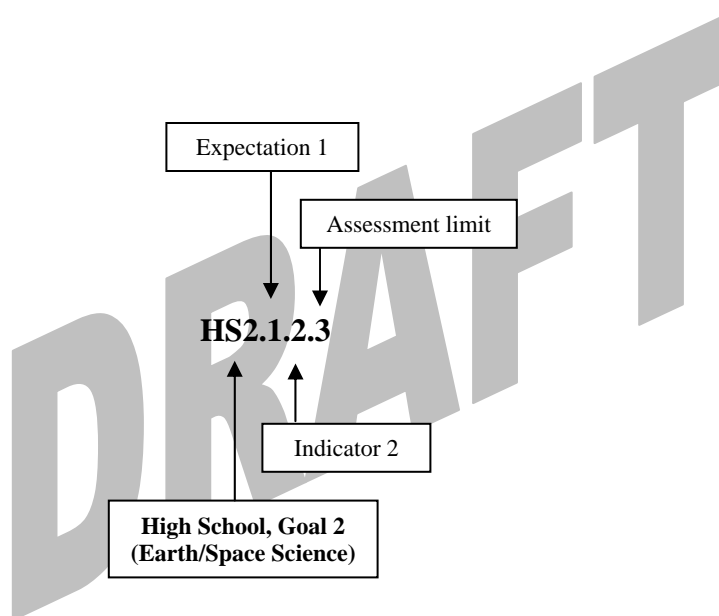 Expectation 1
Assessment limit
HS2.1.2.3
Indicator 2
High School, Goal 2
(Earth/Space Science)
DRAFT